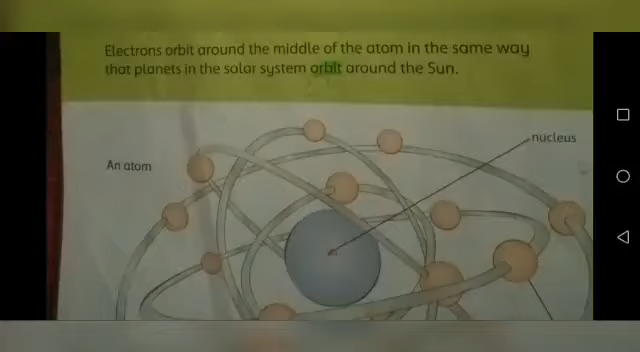 Electrons orbit around the middle of the atom in the same way
that planets in the solar system orbit around the Sun.
nucleus
An atom